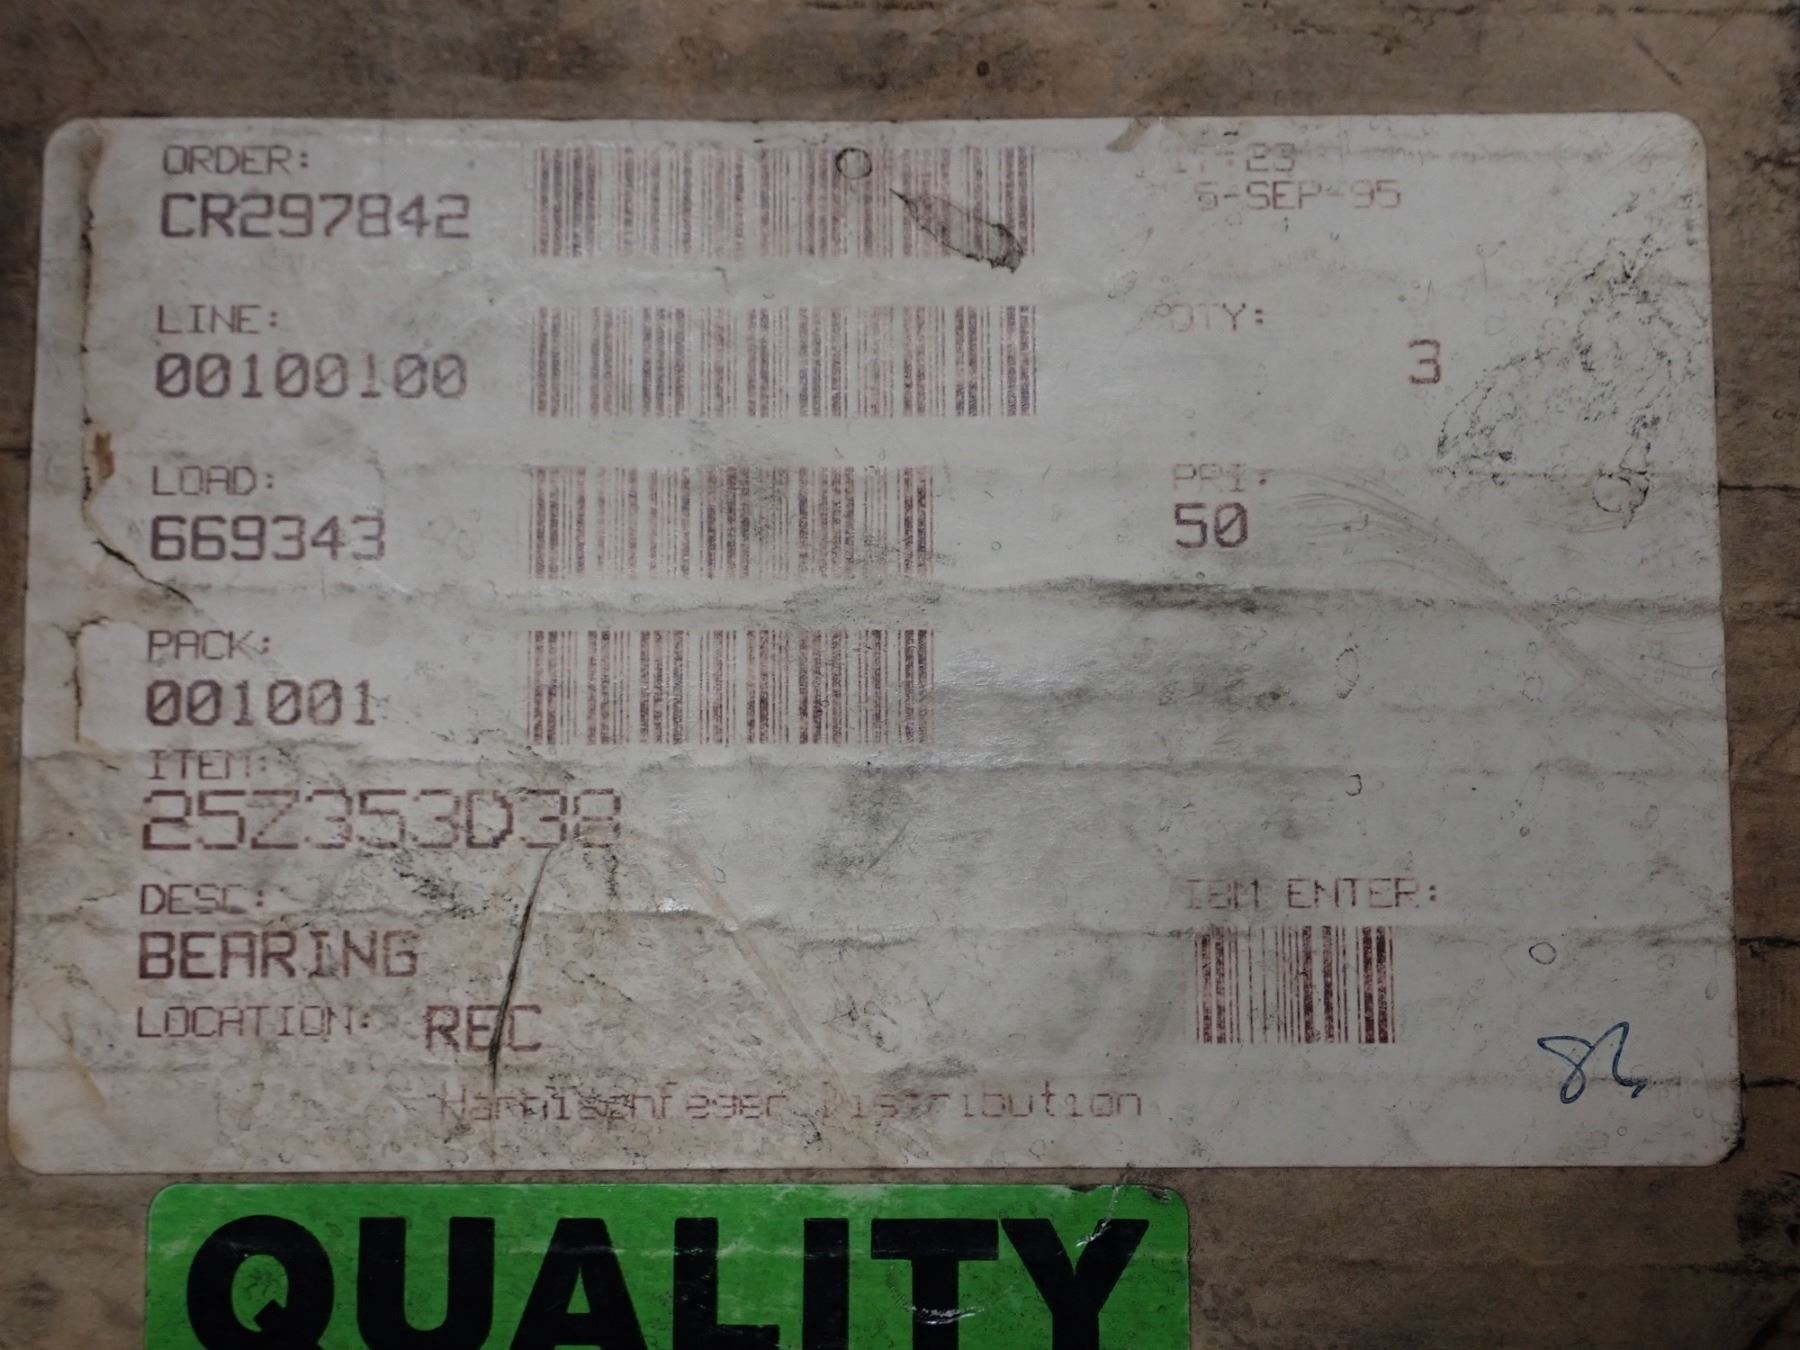 ORDER:
CR297842
6-SEP-95
LINE:
00100100
QTY:
3
LOAD:
669343
PRI:
50
PACK:
001001
ITEM:
25Z353D38
DESC:
BEARING
IBM ENTER:
LOCATION: REC
Harnischfeger Distribution
QUALITY